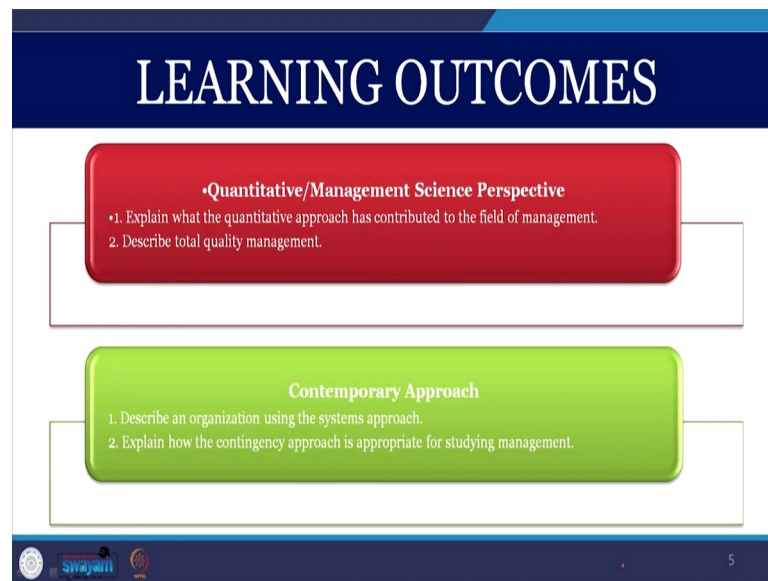 LEARNING OUTCOMES
•Quantitative/Management Science Perspective
•1. Explain what the quantitative approach has contributed to the field of management.
2. Describe total quality management.
Contemporary Approach
1. Describe an organization using the systems approach.
2. Explain how the contingency approach is appropriate for studying management.
swayam
5